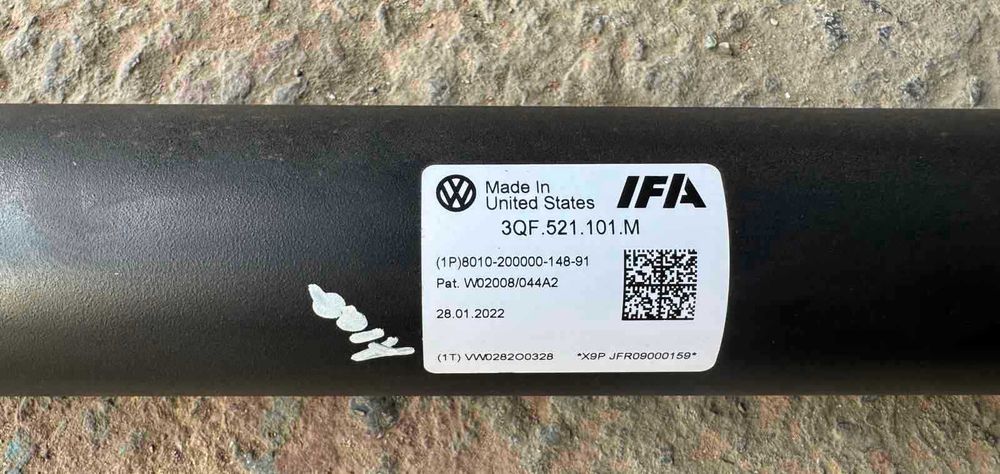 Made In
United States
IFA
3QF.521.101.M
(1P)8010-200000-148-91
Pat. W02008/044A2
28.01.2022
(1T) VW0282O0328 *X9P JFR09000159*